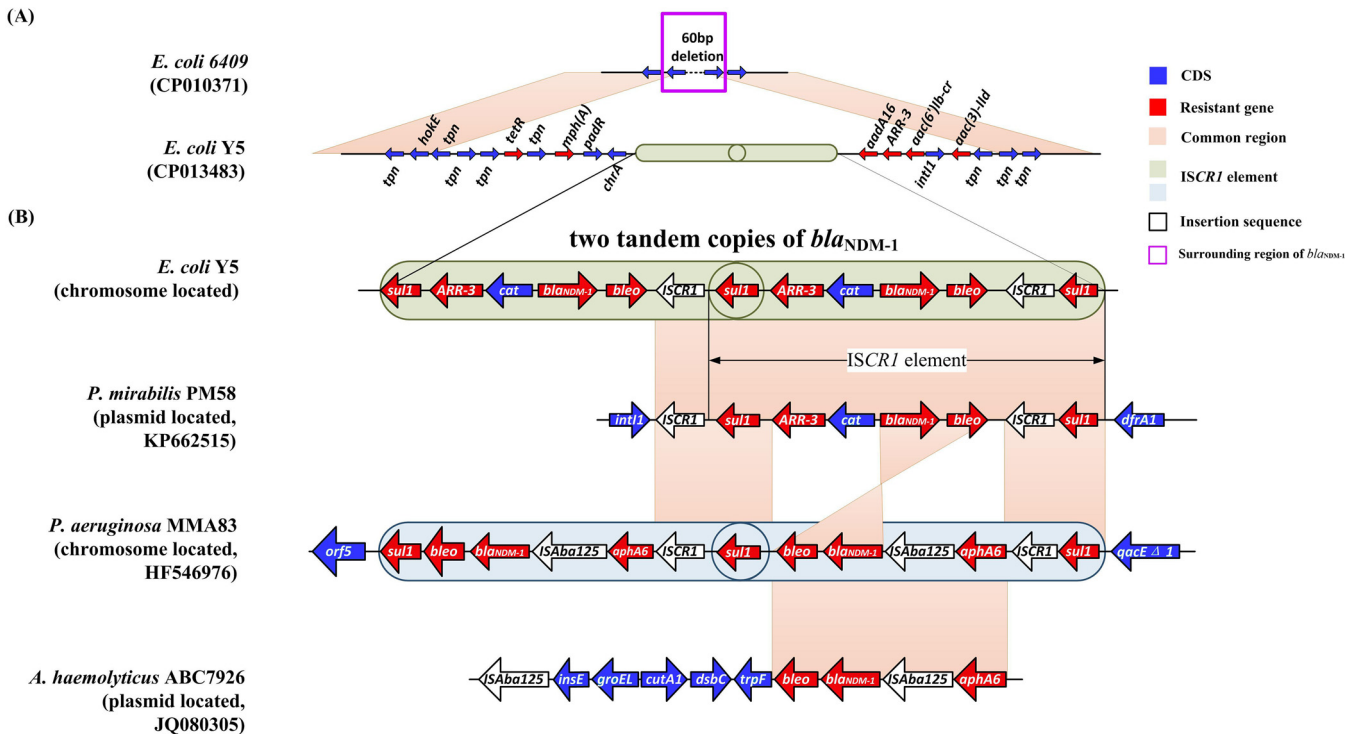 (A)
60bp
deletion
E. coli 6409
(CP010371)
hokE
tpn
tetR
tpn
mph(A)
padR
aadA16
ARR-3
aac(6')Ib-cr
aac(3)-IId
E. coli Y5
(CP013483)
tpn
tpn
tpn
chrA
intl1
tpn
tpn
tpn
CDS
Resistant gene
Common region
ISCR1 element
Insertion sequence
Surrounding region of blaNDM-1
(B)
two tandem copies of blaNDM-1
E. coli Y5
(chromosome located)
sul1 ARR-3 cat blaNDM-1 bleo ISCR1 sul1 ARR-3 cat blaNDM-1 bleo ISCR1 sul1
ISCR1 element
P. mirabilis PM58
(plasmid located,
KP662515)
intl1 ISCR1 sul1 ARR-3 cat blaNDM-1 bleo ISCR1 sul1 dfrA1
P. aeruginosa MMA83
(chromosome located,
HF546976)
orf5 sul1 bleo blaNDM-1 ISAba125 aphA6 ISCR1 sul1 bleo blaNDM-1 ISAba125 aphA6 ISCR1 sul1 qacE Δ 1
A. haemolyticus ABC7926
(plasmid located,
JQ080305)
ISAba125 insE groEL cutA1 dsbC trpF bleo blaNDM-1 ISAba125 aphA6